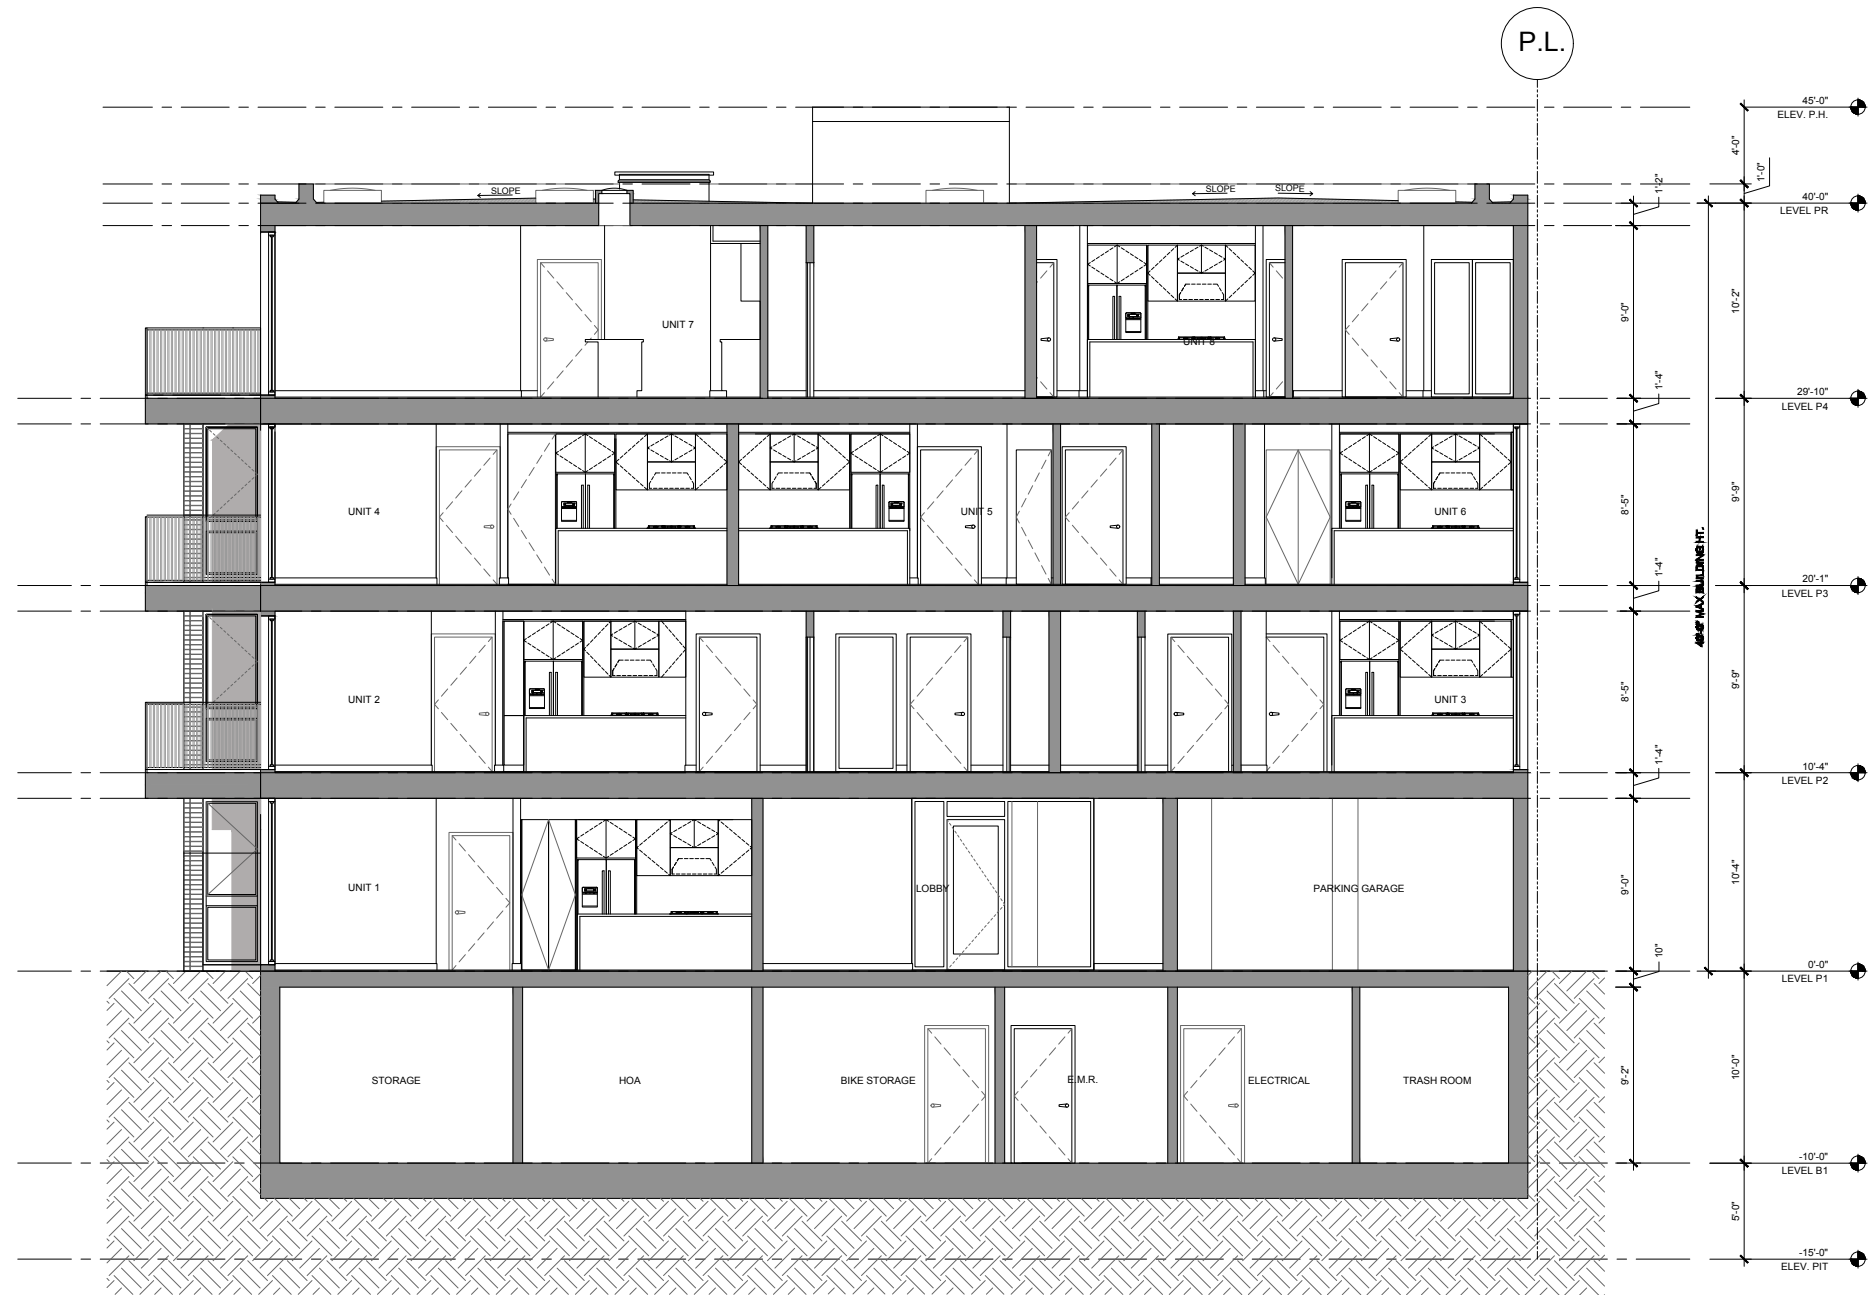 P.L.
45'-0"
ELEV. P.H.
4'-0"
1'-0"
SLOPE
SLOPE
SLOPE
1'-2"
40'-0"
LEVEL PR
UNIT 7
UNIT 8
9'-0"
10'-2"
1'-4"
29'-10"
LEVEL P4
UNIT 4
UNIT 5
UNIT 6
8'-5"
9'-9"
1'-4"
40'-0" MAX BUILDING HT.
20'-1"
LEVEL P3
UNIT 2
UNIT 3
8'-5"
9'-9"
1'-4"
10'-4"
LEVEL P2
UNIT 1
LOBBY
PARKING GARAGE
9'-0"
10'-4"
10"
0'-0"
LEVEL P1
STORAGE
HOA
BIKE STORAGE
E.M.R.
ELECTRICAL
TRASH ROOM
9'-2"
10'-0"
-10'-0"
LEVEL B1
5'-0"
-15'-0"
ELEV. PIT